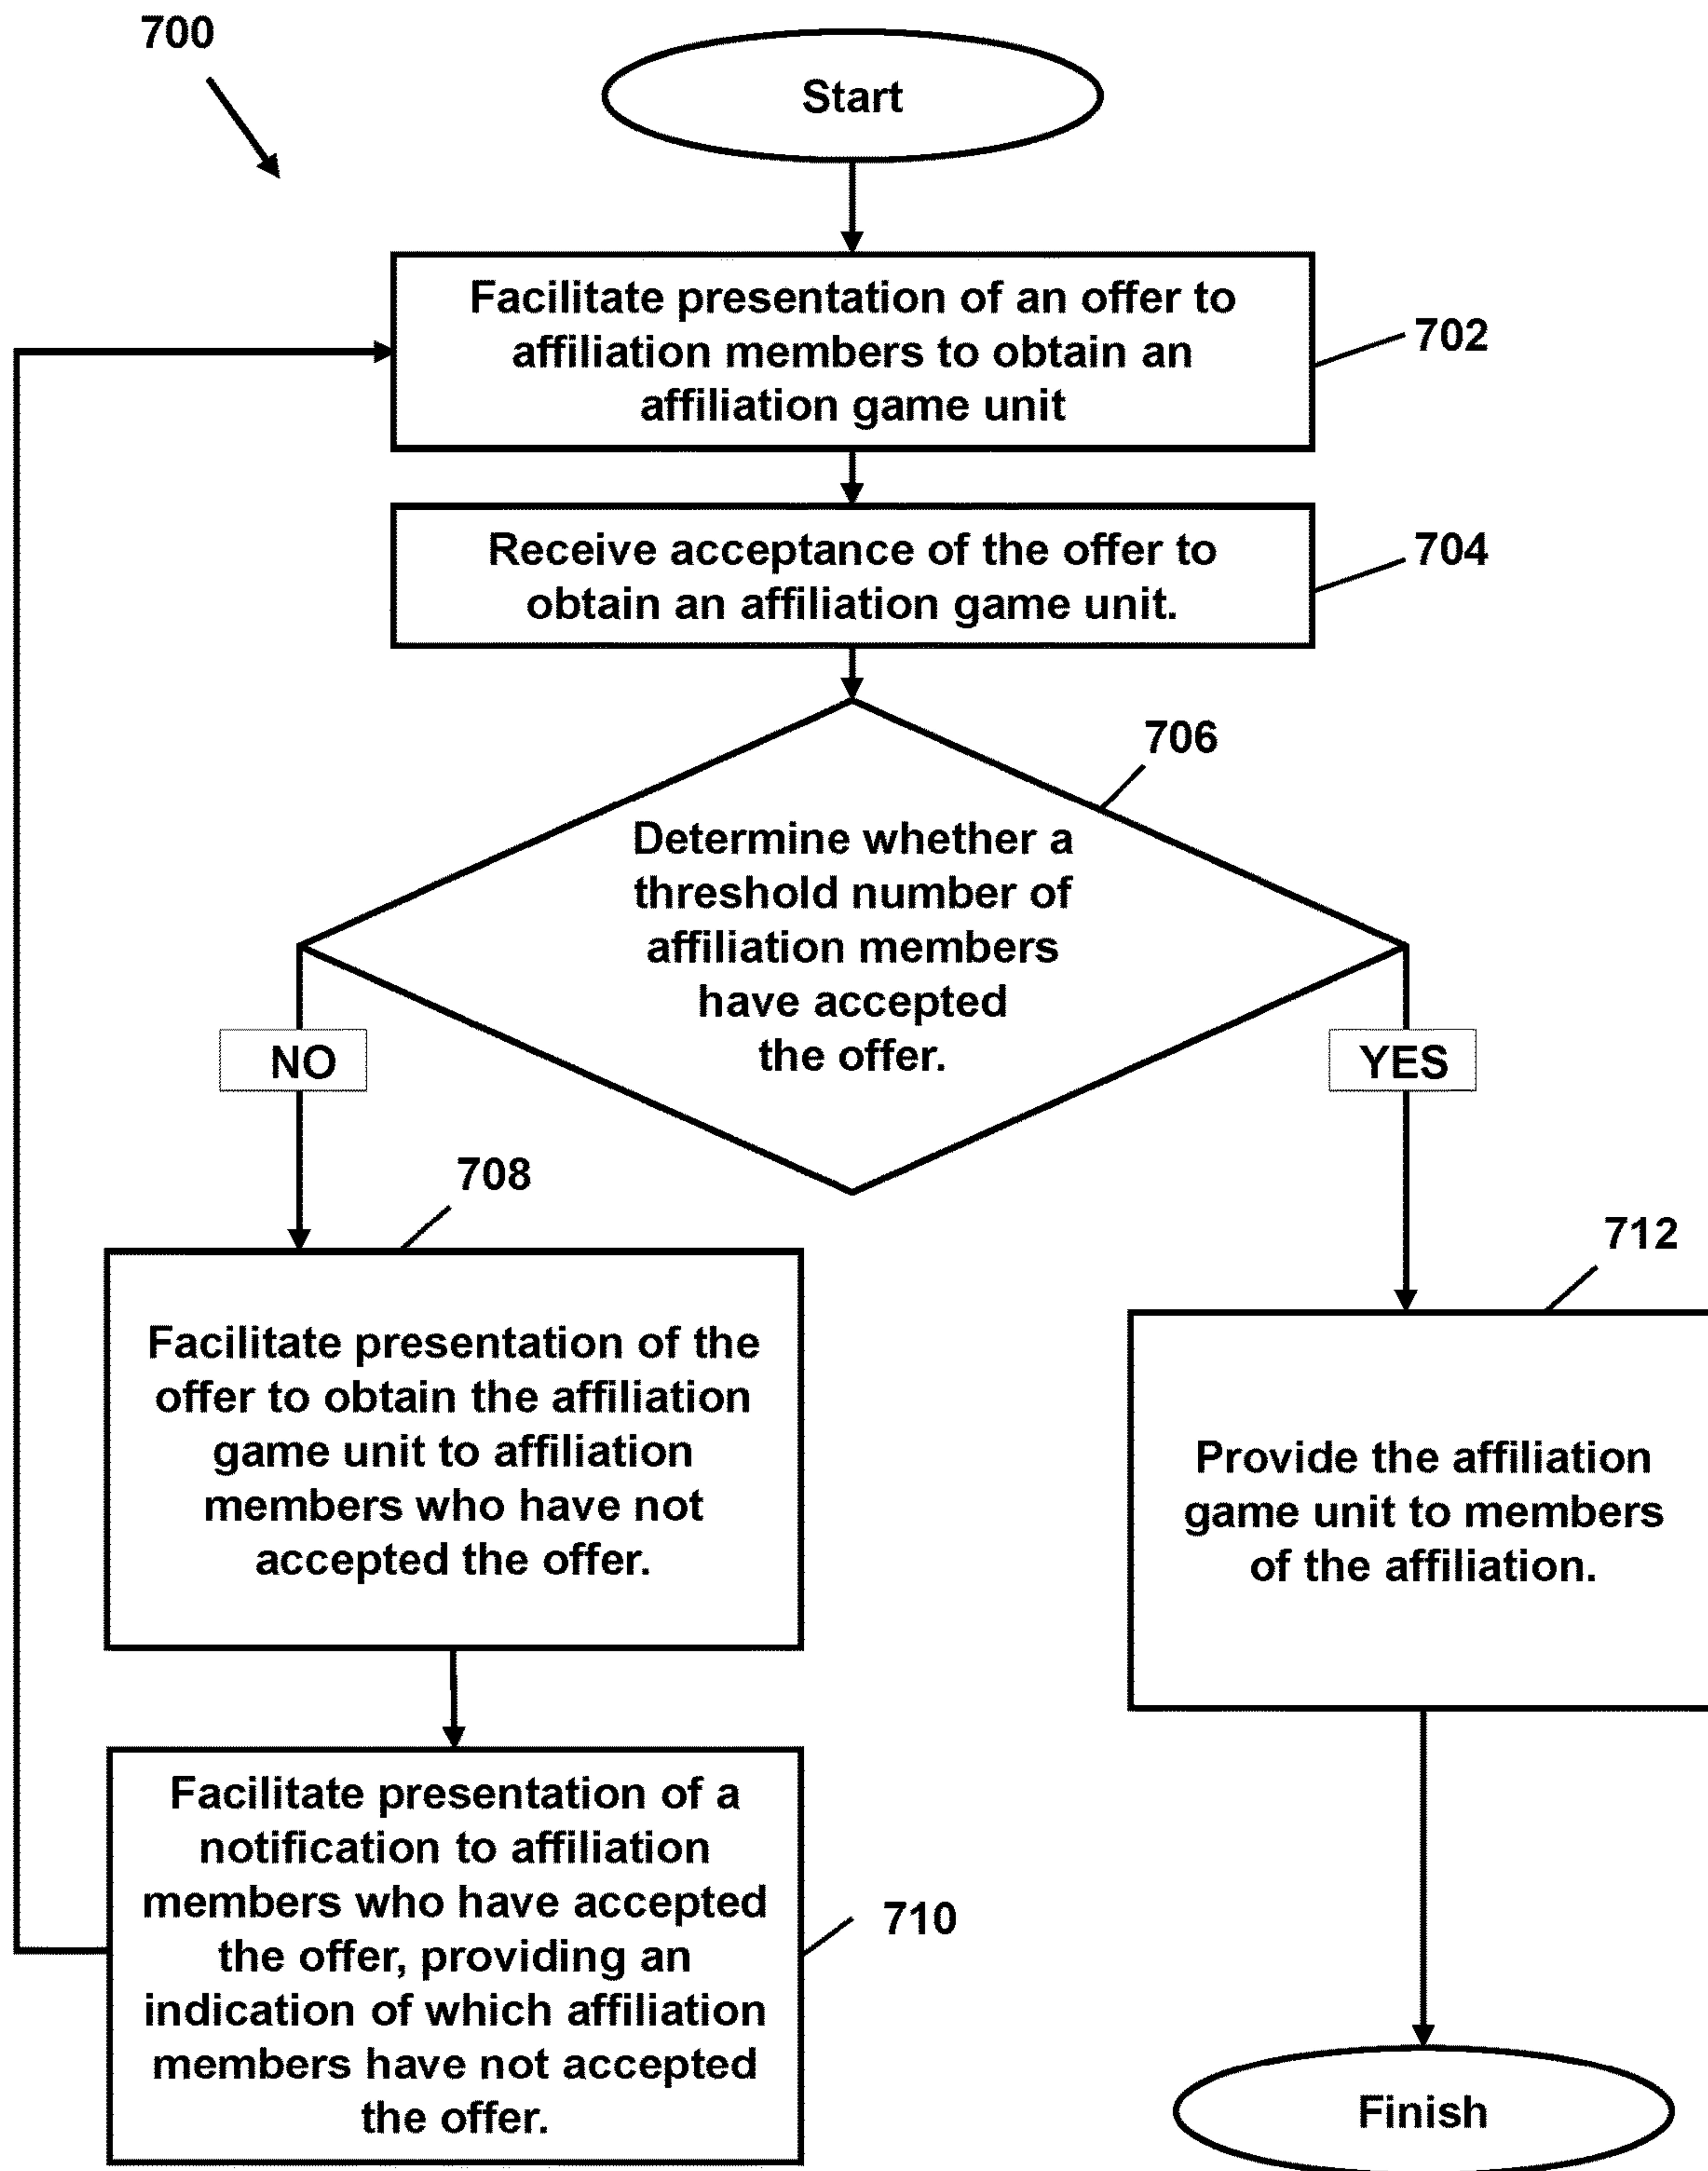 700
Start
Facilitate presentation of an offer to
affiliation members to obtain an
affiliation game unit
702
Receive acceptance of the offer to
obtain an affiliation game unit.
704
706
Determine whether a
threshold number of
affiliation members
have accepted
the offer.
NO
YES
708
Facilitate presentation of the
offer to obtain the affiliation
game unit to affiliation
members who have not
accepted the offer.
712
Provide the affiliation
game unit to members
of the affiliation.
Facilitate presentation of a
notification to affiliation
members who have accepted
the offer, providing an
indication of which affiliation
members have not accepted
the offer.
710
Finish